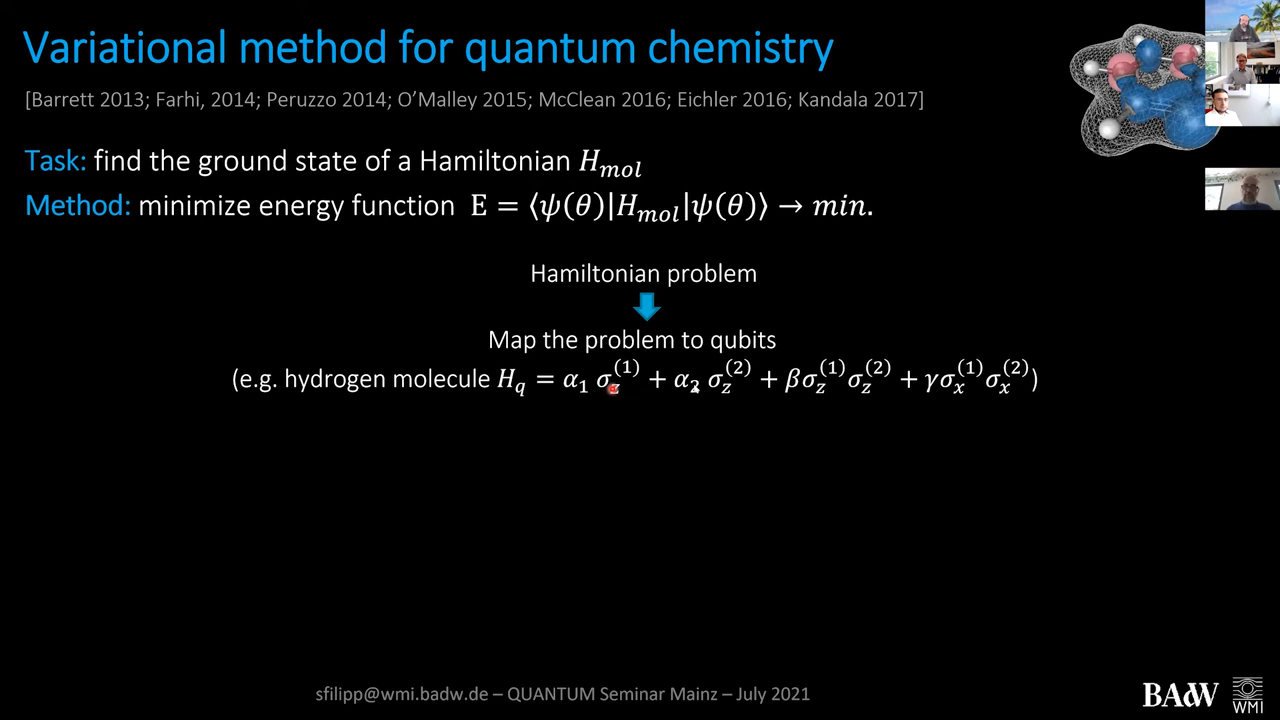 Variational method for quantum chemistry
[Barrett 2013; Farhi, 2014; Peruzzo 2014; O'Malley 2015; McClean 2016; Eichler 2016; Kandala 2017]
Task: find the ground state of a Hamiltonian H_mol
Method: minimize energy function E = ⟨ψ(θ)|H_mol|ψ(θ)⟩ → min.
Hamiltonian problem
Map the problem to qubits
(e.g. hydrogen molecule H_q = α₁ σ_z^(1) + α₂ σ_z^(2) + βσ_z^(1)σ_z^(2) + γσ_x^(1)σ_x^(2))
sfilipp@wmi.badw.de – QUANTUM Seminar Mainz – July 2021
BAdW
WMI